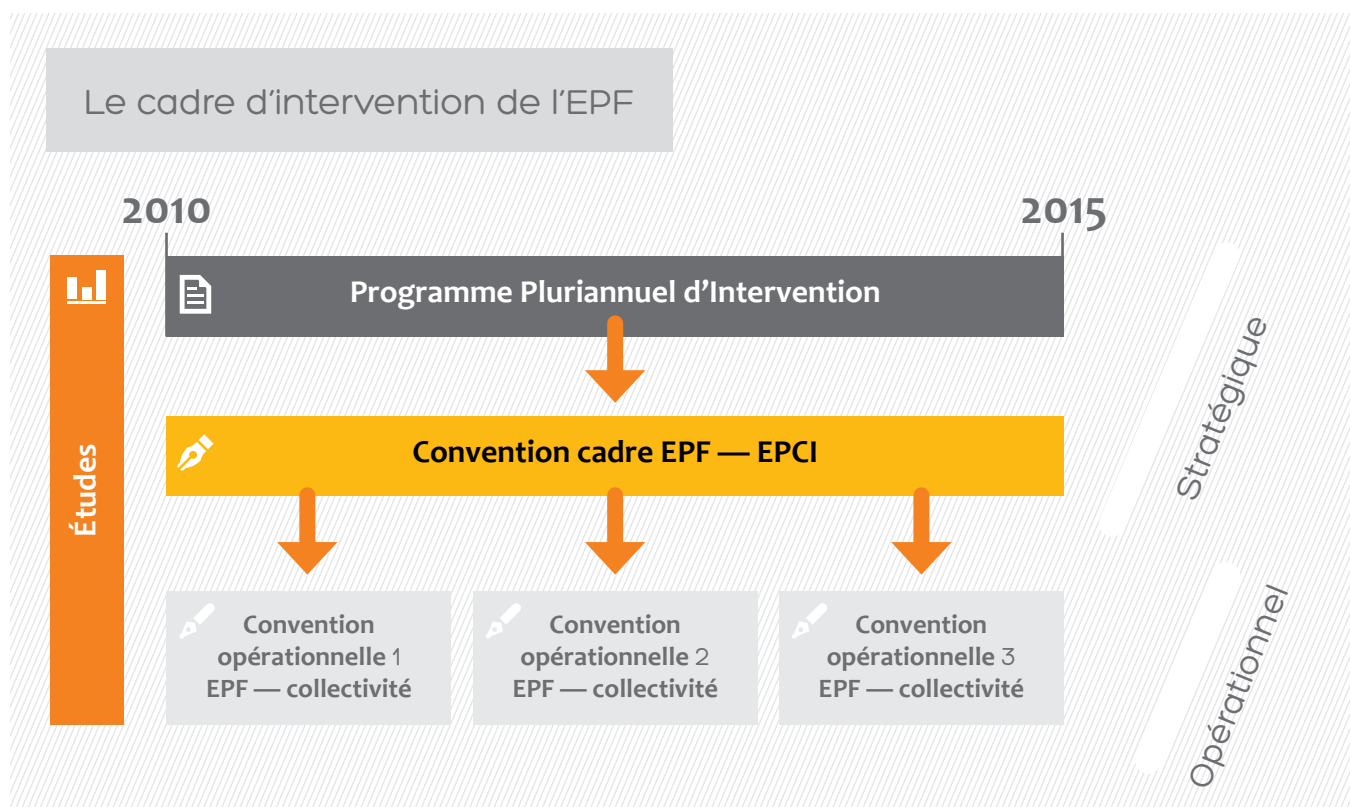 Le cadre d'intervention de l'EPF
2010
2015
Études
Programme Pluriannuel d’Intervention
Convention cadre EPF — EPCI
Convention
opérationnelle 1
EPF — collectivité
Convention
opérationnelle 2
EPF — collectivité
Convention
opérationnelle 3
EPF — collectivité
Stratégique
Opérationnel